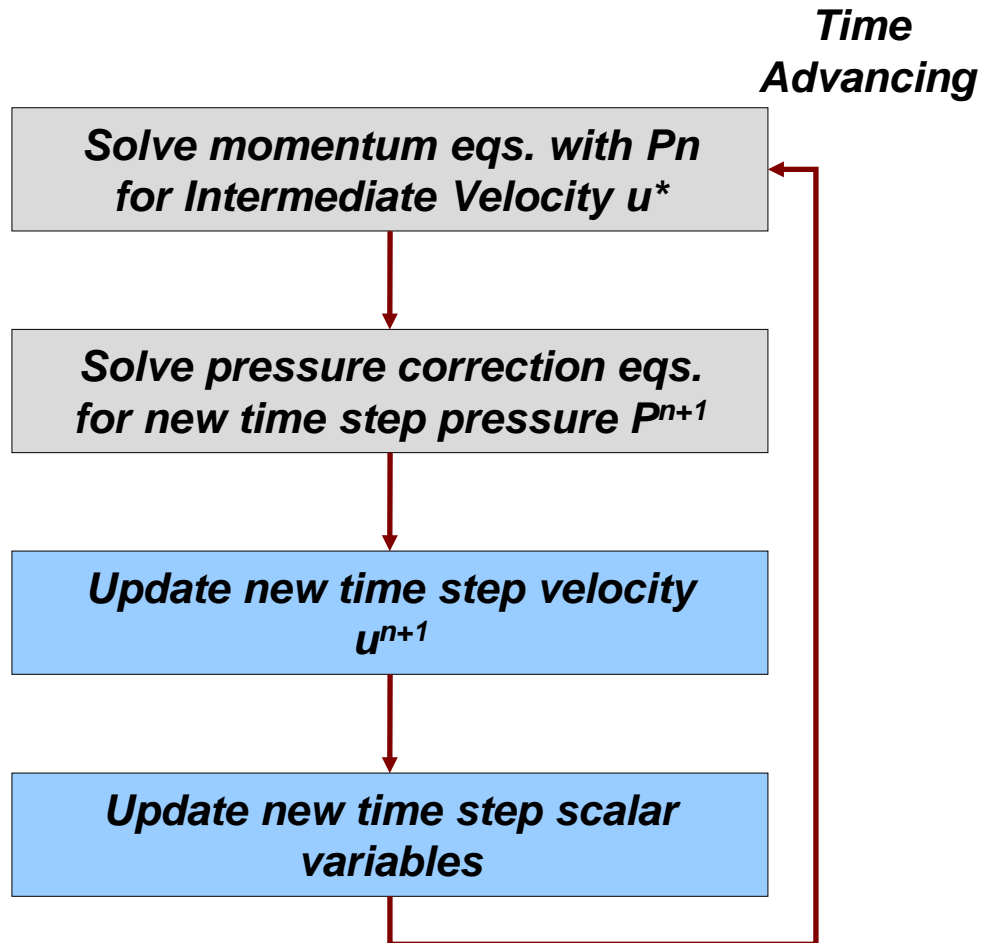 Time
Advancing
Solve momentum eqs. with Pn
for Intermediate Velocity u*
Solve pressure correction eqs.
for new time step pressure Pⁿ⁺¹
Update new time step velocity
uⁿ⁺¹
Update new time step scalar
variables